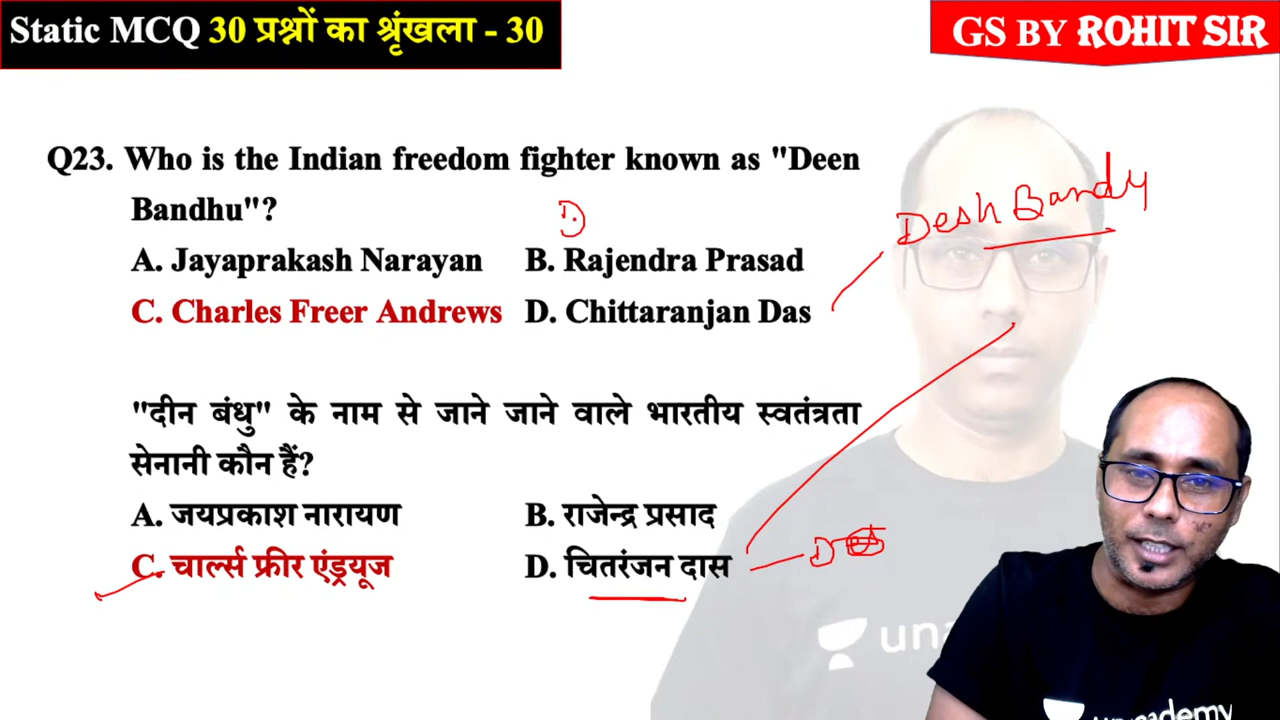 Static MCQ 30 प्रश्नों का श्रृंखला - 30
GS BY ROHIT SIR
Q23. Who is the Indian freedom fighter known as "Deen
Bandhu"?
D
Desh Bandy
A. Jayaprakash Narayan B. Rajendra Prasad
C. Charles Freer Andrews D. Chittaranjan Das
"दीन बंधु" के नाम से जाने जाने वाले भारतीय स्वतंत्रता
सेनानी कौन हैं?
A. जयप्रकाश नारायण B. राजेन्द्र प्रसाद
C. चार्ल्स फ्रीर एंड्रयूज D. चितरंजन दास
D
unacademy